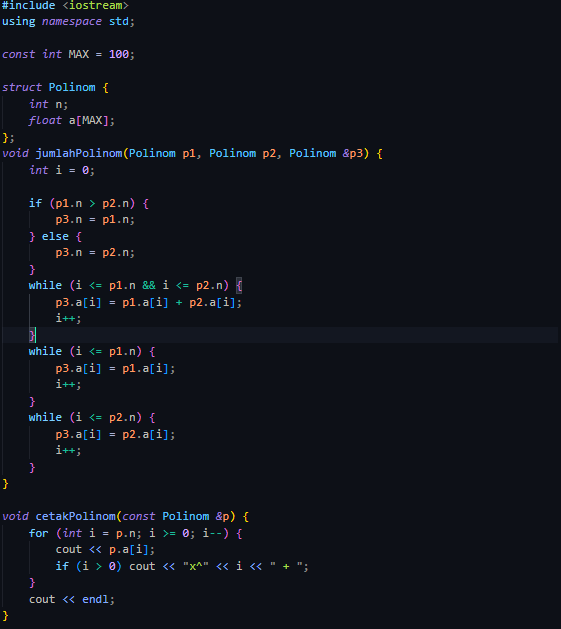 #include <iostream>
using namespace std;
const int MAX = 100;
struct Polinom {
    int n;
    float a[MAX];
};
void jumlahPolinom(Polinom p1, Polinom p2, Polinom &p3) {
    int i = 0;
    if (p1.n > p2.n) {
        p3.n = p1.n;
    } else {
        p3.n = p2.n;
    }
    while (i <= p1.n && i <= p2.n) {
        p3.a[i] = p1.a[i] + p2.a[i];
        i++;
    }
    while (i <= p1.n) {
        p3.a[i] = p1.a[i];
        i++;
    }
    while (i <= p2.n) {
        p3.a[i] = p2.a[i];
        i++;
    }
}
void cetakPolinom(const Polinom &p) {
    for (int i = p.n; i >= 0; i--) {
        cout << p.a[i];
        if (i > 0) cout << "x^" << i << " + ";
    }
    cout << endl;
}